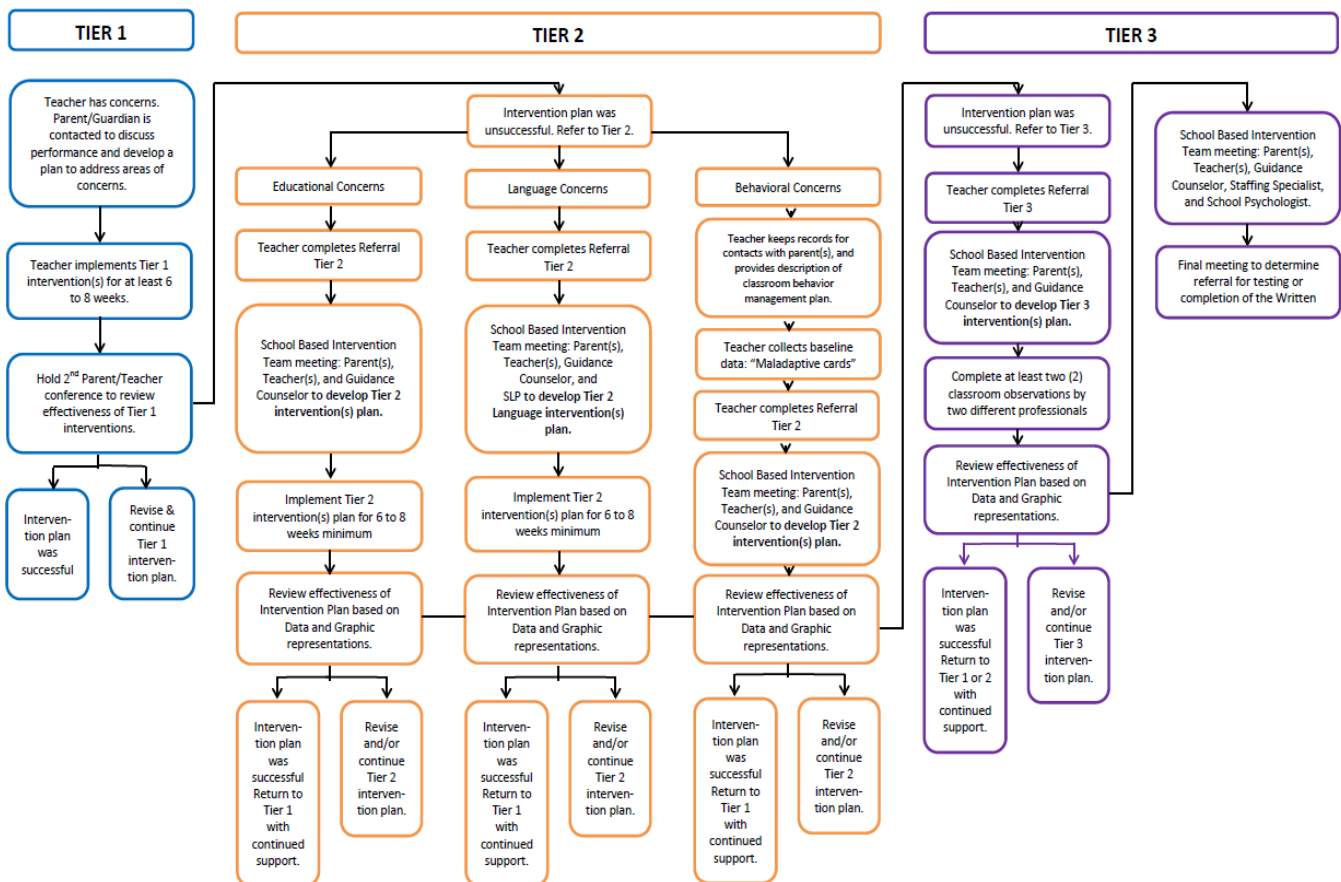 TIER 1
Teacher has concerns.
Parent/Guardian is
contacted to discuss
performance and develop a
plan to address areas of
concerns.
Teacher implements Tier 1
intervention(s) for at least 6
to 8 weeks.
Hold 2nd Parent/Teacher
conference to review
effectiveness of Tier 1
interventions.
Interven-
tion plan
was
successful
Revise &
continue
Tier 1
interven-
tion plan.
TIER 2
Intervention plan was
unsuccessful. Refer to Tier 2.
Educational Concerns
Teacher completes Referral
Tier 2
School Based Intervention
Team meeting: Parent(s),
Teacher(s), and Guidance
Counselor to develop Tier 2
intervention(s) plan.
Implement Tier 2
intervention(s) plan for 6 to 8
weeks minimum
Review effectiveness of
Intervention Plan based on
Data and Graphic
representations.
Interven-
tion plan
was
successful
Return to
Tier 1
with
continued
support.
Revise
and/or
continue
Tier 2
interven-
tion plan.
Language Concerns
Teacher completes Referral
Tier 2
School Based Intervention
Team meeting: Parent(s),
Teacher(s), Guidance
Counselor, and
SLP to develop Tier 2
Language intervention(s)
plan.
Implement Tier 2
intervention(s) plan for 6 to 8
weeks minimum
Review effectiveness of
Intervention Plan based on
Data and Graphic
representations.
Interven-
tion plan
was
successful
Return to
Tier 1
with
continued
support.
Revise
and/or
continue
Tier 2
interven-
tion plan.
Behavioral Concerns
Teacher keeps records for
contacts with parent(s), and
provides description of
classroom behavior
management plan.
Teacher collects baseline
data: “Maladaptive cards”
Teacher completes Referral
Tier 2
School Based Intervention
Team meeting: Parent(s),
Teacher(s), and Guidance
Counselor to develop Tier 2
intervention(s) plan.
Review effectiveness of
Intervention Plan based on
Data and Graphic
representations.
Interven-
tion plan
was
successful
Return to
Tier 1
with
continued
support.
Revise
and/or
continue
Tier 2
interven-
tion plan.
TIER 3
Intervention plan was
unsuccessful. Refer to Tier 3.
Teacher completes Referral
Tier 3
School Based Intervention
Team meeting: Parent(s),
Teacher(s), and Guidance
Counselor to develop Tier 3
intervention(s) plan.
Complete at least two (2)
classroom observations by
two different professionals
Review effectiveness of
Intervention Plan based on
Data and Graphic
representations.
Interven-
tion plan
was
successful
Return to
Tier 1 or 2
with
continued
support.
Revise
and/or
continue
Tier 3
interven-
tion plan.
School Based Intervention
Team meeting: Parent(s),
Teacher(s), Guidance
Counselor, Staffing Specialist,
and School Psychologist.
Final meeting to determine
referral for testing or
completion of the Written